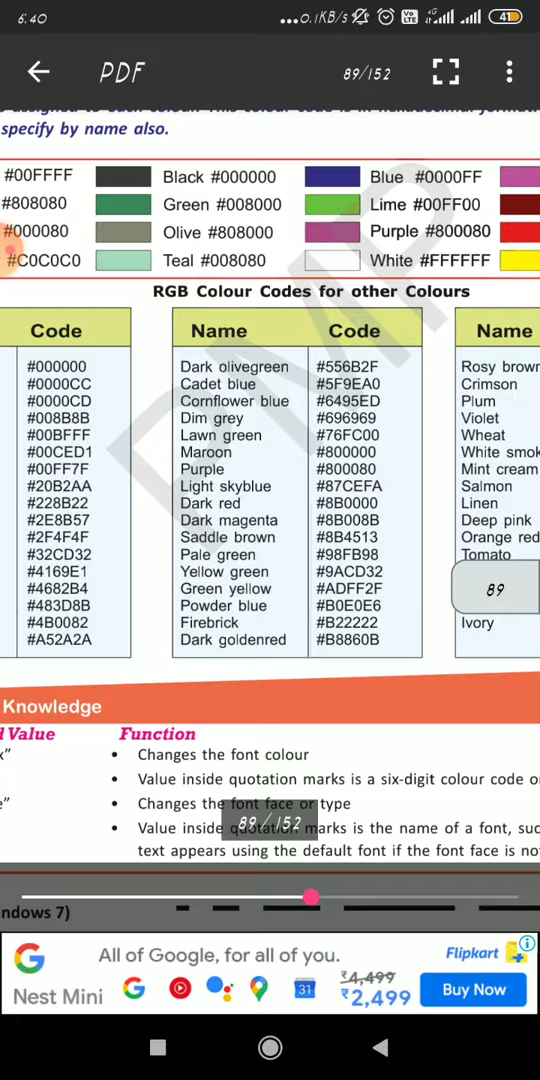 6:40
...0.1KB/s Vo LTE 4G 41
PDF 89/152
specify by name also.
#00FFFF Black #000000 Blue #0000FF
#808080 Green #008000 Lime #00FF00
#000080 Olive #808000 Purple #800080
#C0C0C0 Teal #008080 White #FFFFFF
RGB Colour Codes for other Colours
Code Name Code Name
#000000 Dark olivegreen #556B2F Rosy brown
#0000CC Cadet blue #5F9EA0 Crimson
#0000CD Cornflower blue #6495ED Plum
#008B8B Dim grey #696969 Violet
#00BFFF Lawn green #76FC00 Wheat
#00CED1 Maroon #800000 White smok
#00FF7F Purple #800080 Mint cream
#20B2AA Light skyblue #87CEFA Salmon
#228B22 Dark red #8B0000 Linen
#2E8B57 Dark magenta #8B008B Deep pink
#2F4F4F Saddle brown #8B4513 Orange red
#32CD32 Pale green #98FB98 Tomato
#4169E1 Yellow green #9ACD32
#4682B4 Green yellow #ADFF2F
#483D8B Powder blue #B0E0E6
#4B0082 Firebrick #B22222 Ivory
#A52A2A Dark goldenred #B8860B
89
PMP
Knowledge
d Value Function
x" • Changes the font colour
• Value inside quotation marks is a six-digit colour code o
e" • Changes the font face or type
• Value inside quotation marks is the name of a font, suc
text appears using the default font if the font face is no
89 / 152
ndows 7)
All of Google, for all of you.
Flipkart
G Nest Mini
31
₹4,499
₹2,499
Buy Now